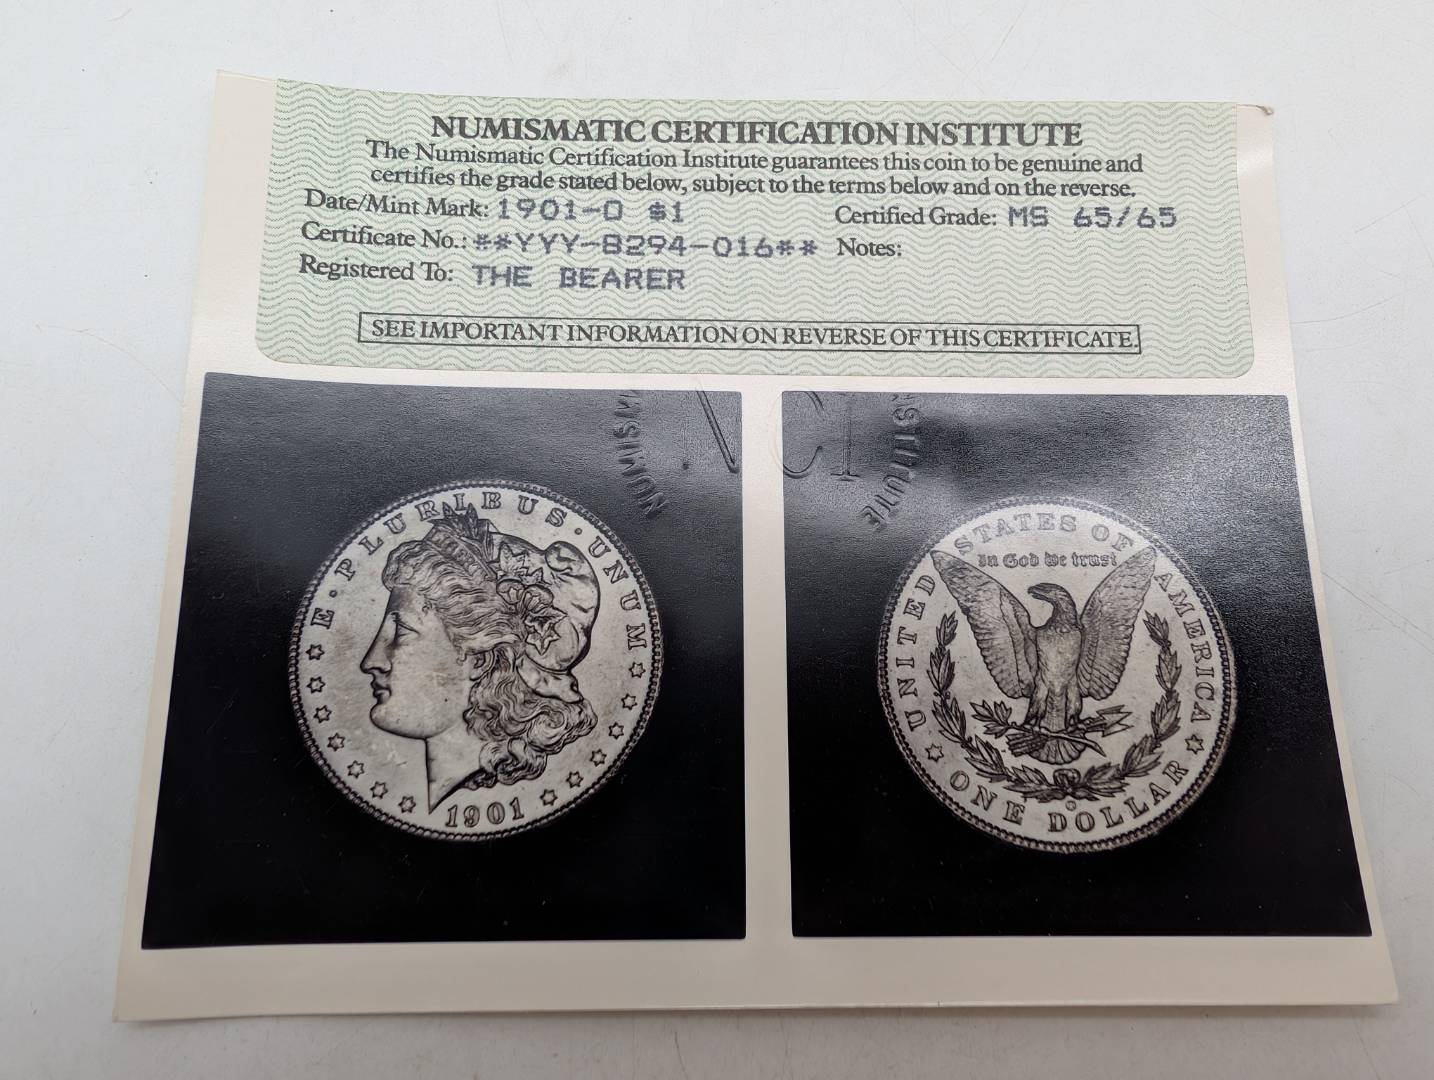 NUMISMATIC CERTIFICATION INSTITUTE
The Numismatic Certification Institute guarantees this coin to be genuine and
certifies the grade stated below, subject to the terms below and on the reverse.
Date/Mint Mark: 1901-O $1 Certified Grade: MS 65/65
Certificate No.: **YYY-8294-016** Notes:
Registered To: THE BEARER
SEE IMPORTANT INFORMATION ON REVERSE OF THIS CERTIFICATE.
NCI
NUMISMA
INSTITUTE
E·PLURIBUS·UNUM
1901
UNITED STATES OF AMERICA
In God We trust
O
ONE DOLLAR